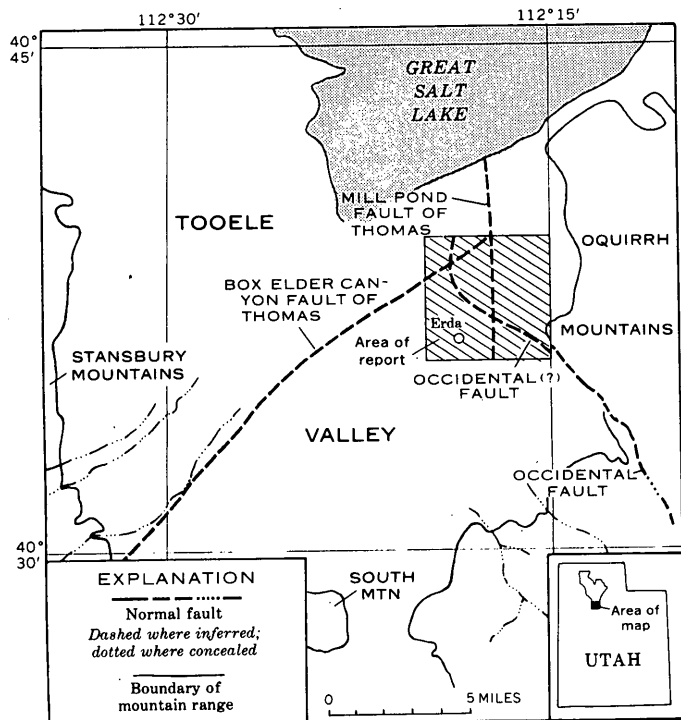 112°30'
112°15'
40°
45'
GREAT
SALT
LAKE
MILL POND
FAULT OF
THOMAS
TOOELE
OQUIRRH
BOX ELDER CAN-
YON FAULT OF
THOMAS
Erda
MOUNTAINS
Area of
report
STANSBURY
MOUNTAINS
OCCIDENTAL(?)
FAULT
VALLEY
OCCIDENTAL
FAULT
40°
30'
EXPLANATION
Normal fault
Dashed where inferred;
dotted where concealed
Boundary of
mountain range
SOUTH
MTN
0 5 MILES
Area of
map
UTAH